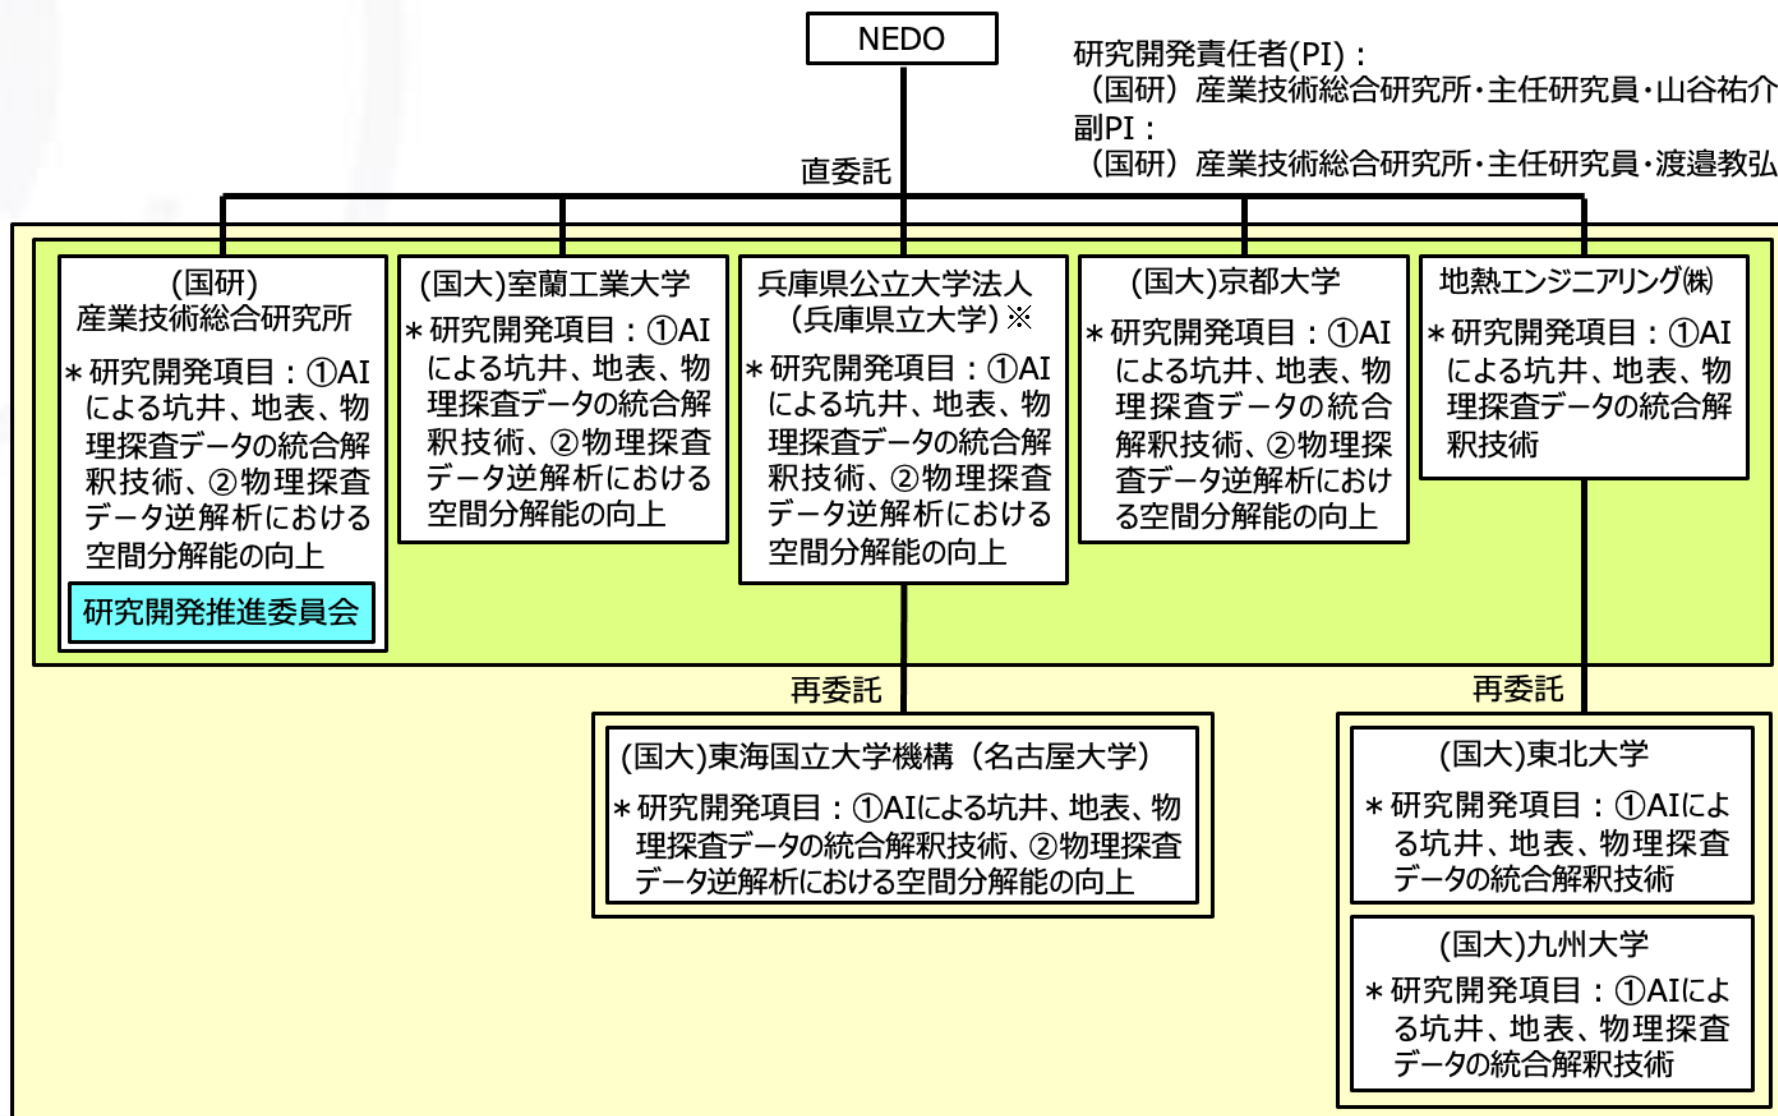 NEDO
研究開発責任者(PI)：
（国研）産業技術総合研究所・主任研究員・山谷祐介
副PI：
（国研）産業技術総合研究所・主任研究員・渡邉教弘
直委託
(国研)
産業技術総合研究所
＊研究開発項目：①AI
による坑井、地表、物
理探査データの統合解
釈技術、②物理探査
データ逆解析における
空間分解能の向上
研究開発推進委員会
(国大)室蘭工業大学
＊研究開発項目：①AI
による坑井、地表、物
理探査データの統合解
釈技術、②物理探査
データ逆解析における
空間分解能の向上
兵庫県公立大学法人
（兵庫県立大学）※
＊研究開発項目：①AI
による坑井、地表、物
理探査データの統合解
釈技術、②物理探査
データ逆解析における
空間分解能の向上
(国大)京都大学
＊研究開発項目：①AI
による坑井、地表、物
理探査データの統合
解釈技術、②物理探
査データ逆解析におけ
る空間分解能の向上
地熱エンジニアリング㈱
＊研究開発項目：①AI
による坑井、地表、物
理探査データの統合解
釈技術
再委託
(国大)東海国立大学機構（名古屋大学）
＊研究開発項目：①AIによる坑井、地表、物
理探査データの統合解釈技術、②物理探査
データ逆解析における空間分解能の向上
再委託
(国大)東北大学
＊研究開発項目：①AIによ
る坑井、地表、物理探査
データの統合解釈技術
(国大)九州大学
＊研究開発項目：①AIによ
る坑井、地表、物理探査
データの統合解釈技術